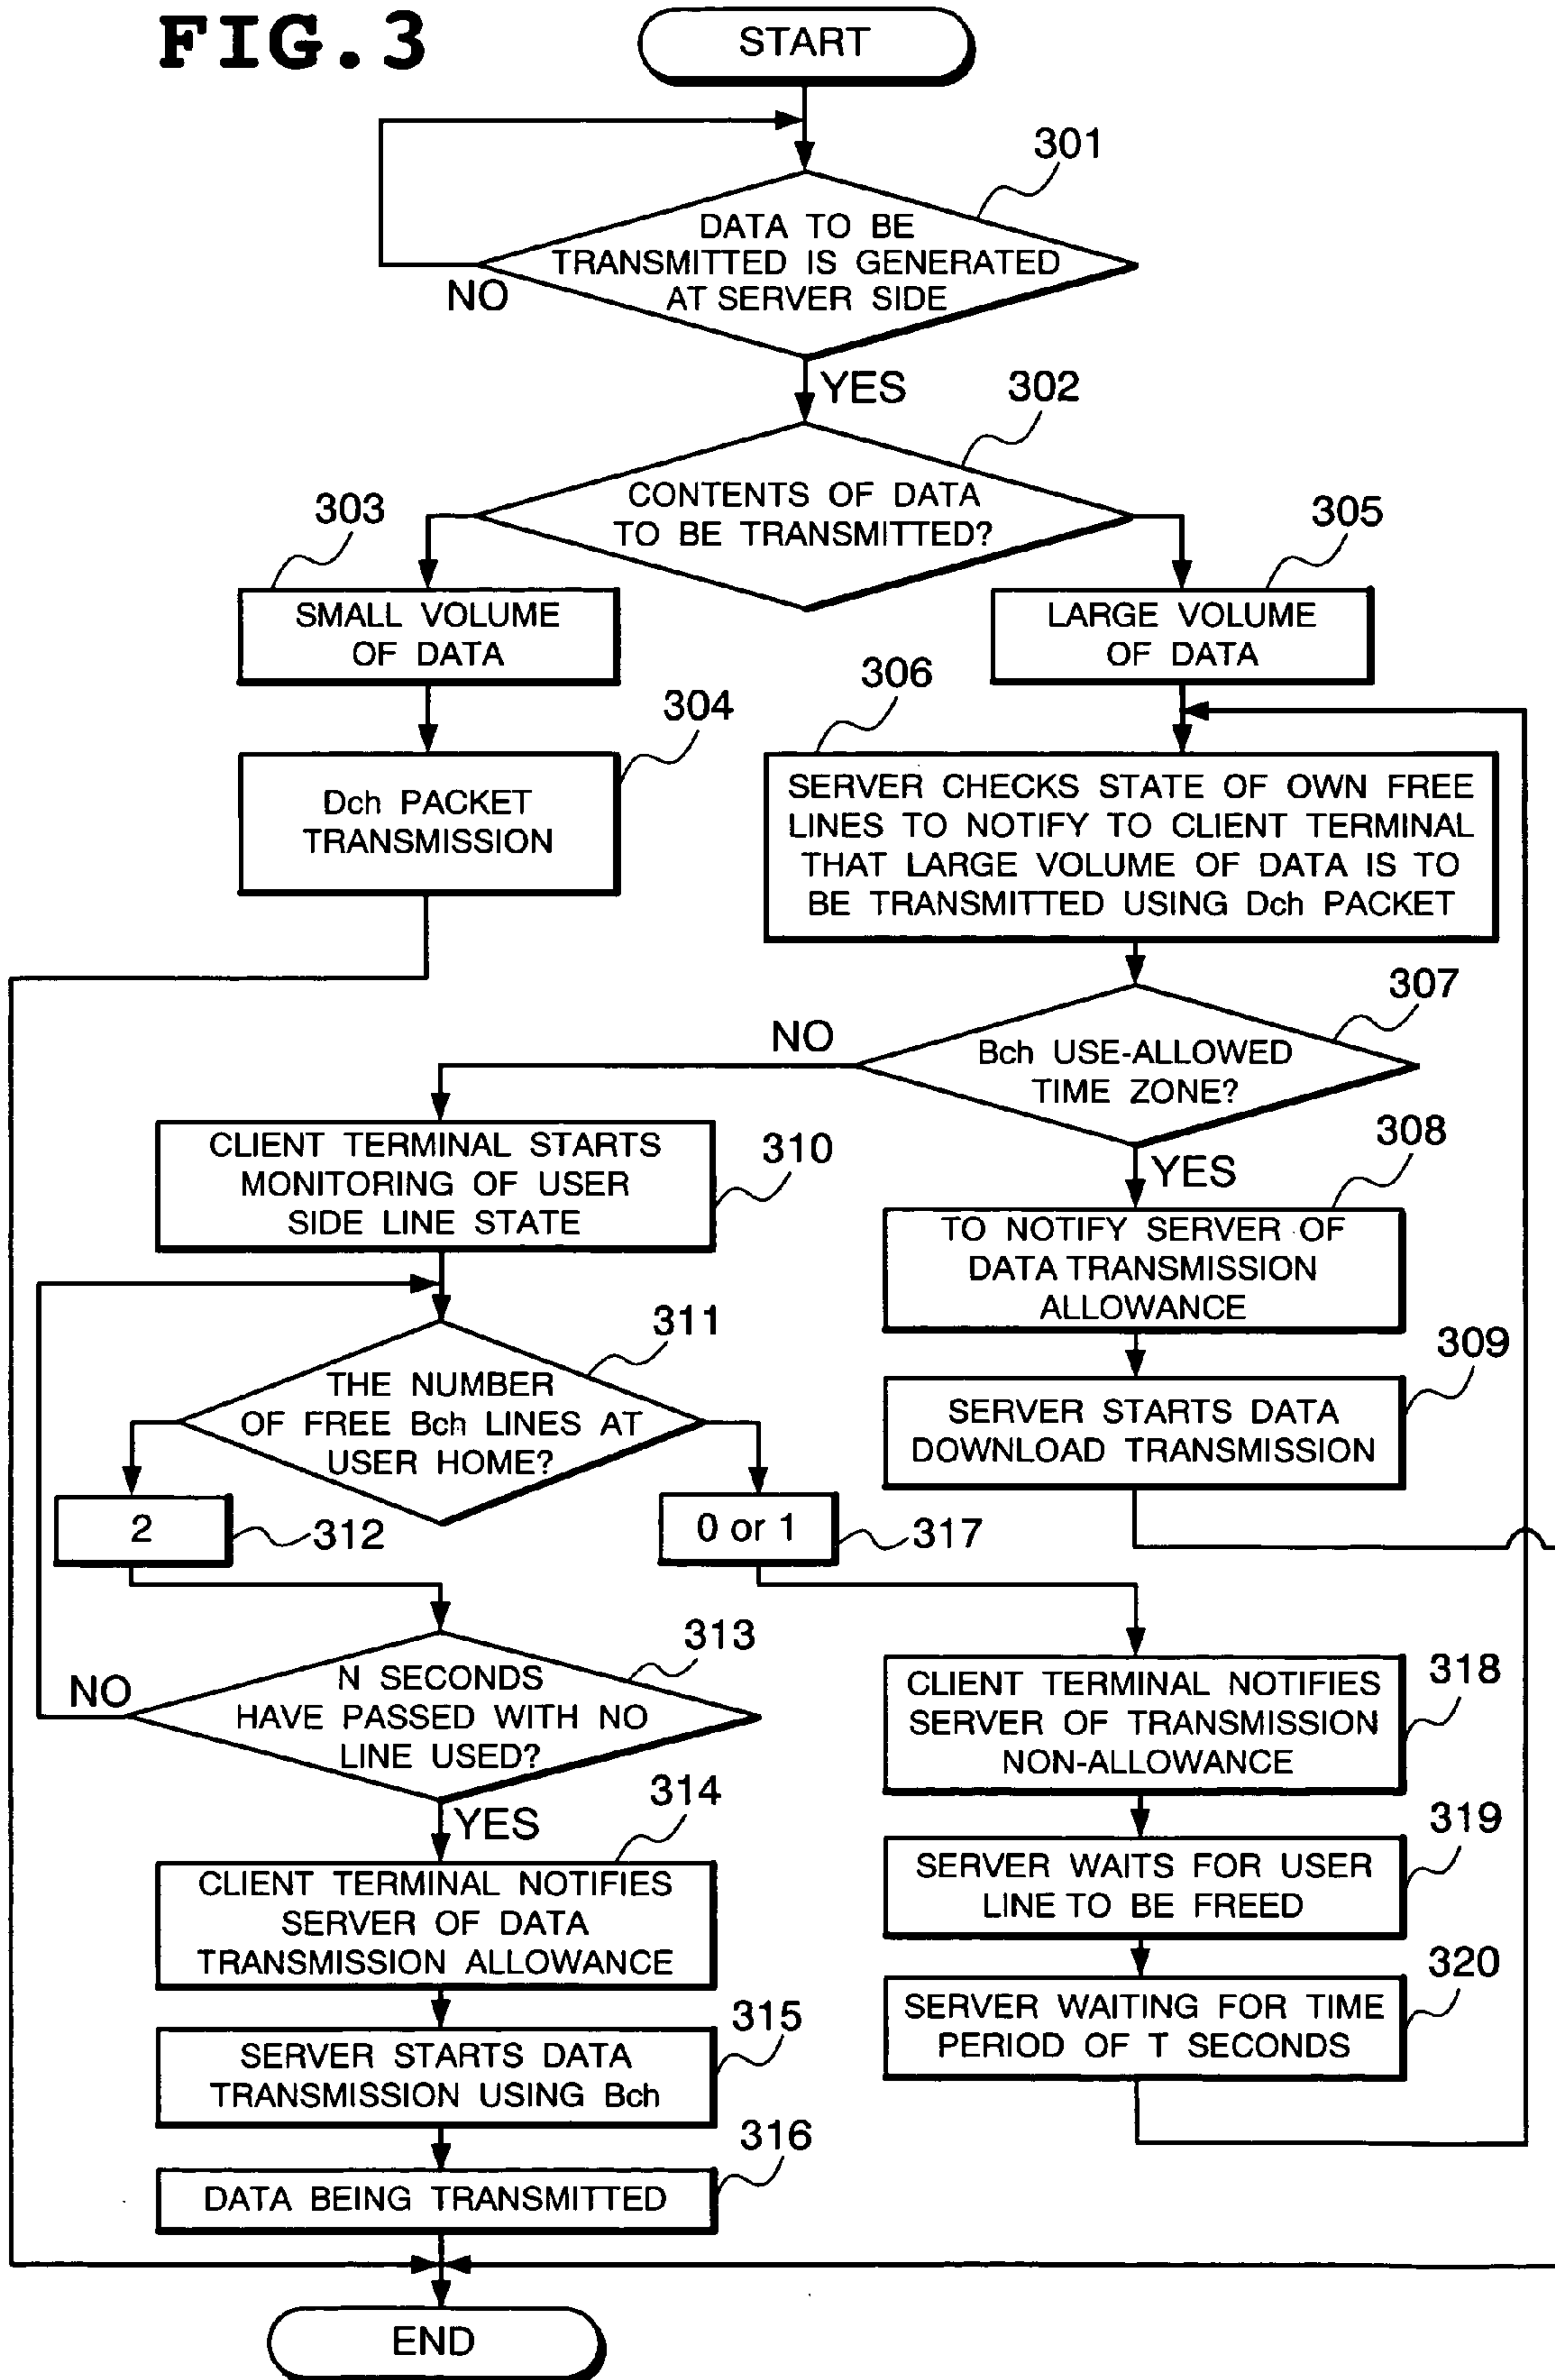 FIG.3
START
301
DATA TO BE
TRANSMITTED IS GENERATED
AT SERVER SIDE
NO
YES
302
CONTENTS OF DATA
TO BE TRANSMITTED?
303
SMALL VOLUME
OF DATA
305
LARGE VOLUME
OF DATA
304
Dch PACKET
TRANSMISSION
306
SERVER CHECKS STATE OF OWN FREE
LINES TO NOTIFY TO CLIENT TERMINAL
THAT LARGE VOLUME OF DATA IS TO
BE TRANSMITTED USING Dch PACKET
307
Bch USE-ALLOWED
TIME ZONE?
NO
YES
308
TO NOTIFY SERVER OF
DATA TRANSMISSION
ALLOWANCE
309
SERVER STARTS DATA
DOWNLOAD TRANSMISSION
310
CLIENT TERMINAL STARTS
MONITORING OF USER
SIDE LINE STATE
311
THE NUMBER
OF FREE Bch LINES AT
USER HOME?
2
312
0 or 1
317
313
N SECONDS
HAVE PASSED WITH NO
LINE USED?
NO
YES
314
CLIENT TERMINAL NOTIFIES
SERVER OF DATA
TRANSMISSION ALLOWANCE
315
SERVER STARTS DATA
TRANSMISSION USING Bch
316
DATA BEING TRANSMITTED
318
CLIENT TERMINAL NOTIFIES
SERVER OF TRANSMISSION
NON-ALLOWANCE
319
SERVER WAITS FOR USER
LINE TO BE FREED
320
SERVER WAITING FOR TIME
PERIOD OF T SECONDS
END